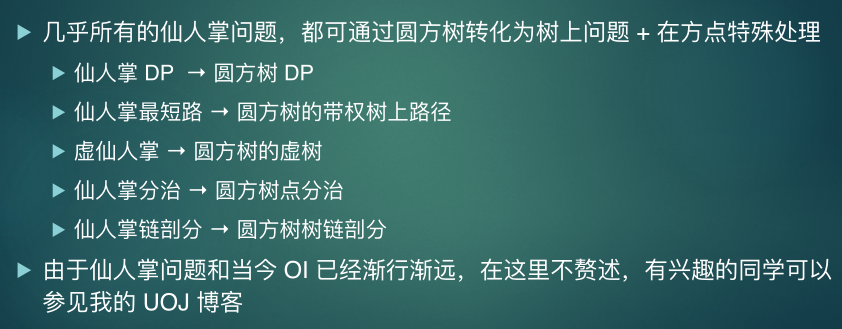 几乎所有的仙人掌问题，都可通过圆方树转化为树上问题 + 在方点特殊处理
仙人掌 DP → 圆方树 DP
仙人掌最短路 → 圆方树的带权树上路径
虚仙人掌 → 圆方树的虚树
仙人掌分治 → 圆方树点分治
仙人掌链剖分 → 圆方树树链剖分
由于仙人掌问题和当今 OI 已经渐行渐远，在这里不赘述，有兴趣的同学可以
参见我的 UOJ 博客